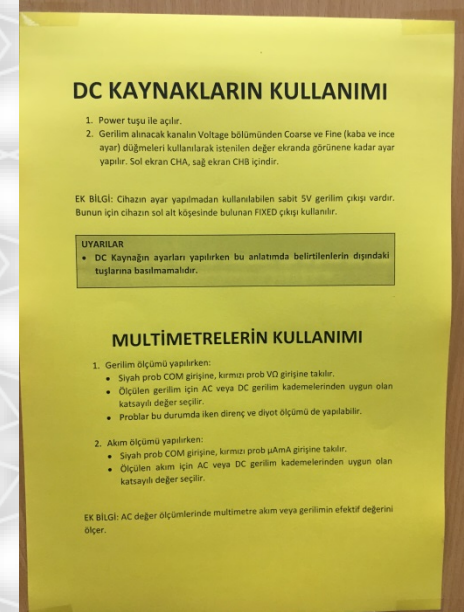 DC KAYNAKLARIN KULLANIMI
1. Power tuşu ile açılır.
2. Gerilim alınacak kanalın Voltage bölümünden Coarse ve Fine (kaba ve ince
ayar) düğmeleri kullanılarak istenilen değer ekranda görünene kadar ayar
yapılır. Sol ekran CHA, sağ ekran CHB içindir.
EK BİLGİ: Cihazın ayar yapılmadan kullanılabilen sabit 5V gerilim çıkışı vardır.
Bunun için cihazın sol alt köşesinde bulunan FIXED çıkışı kullanılır.
UYARILAR
• DC Kaynağın ayarları yapılırken bu anlatımda belirtilenlerin dışındaki
tuşlarına basılmamalıdır.
MULTİMETRELERİN KULLANIMI
1. Gerilim ölçümü yapılırken:
• Siyah prob COM girişine, kırmızı prob VΩ girişine takılır.
• Ölçülen gerilim için AC veya DC gerilim kademelerinden uygun olan
katsayılı değer seçilir.
• Problar bu durumda iken direnç ve diyot ölçümü de yapılabilir.
2. Akım ölçümü yapılırken:
• Siyah prob COM girişine, kırmızı prob µAmA girişine takılır.
• Ölçülen akım için AC veya DC gerilim kademelerinden uygun olan
katsayılı değer seçilir.
EK BİLGİ: AC değer ölçümlerinde multimetre akım veya gerilimin efektif değerini
ölçer.